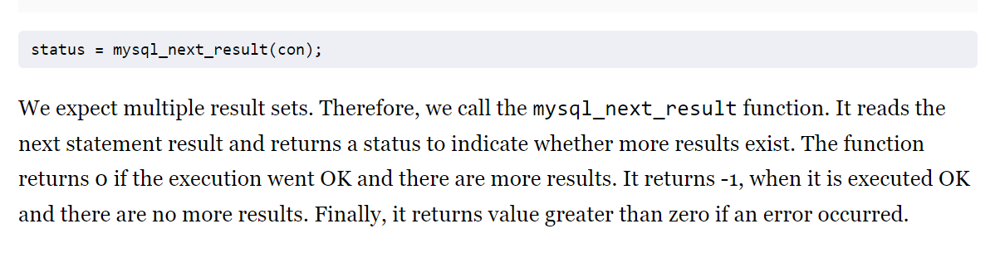 status = mysql_next_result(con);
We expect multiple result sets. Therefore, we call the mysql_next_result function. It reads the
next statement result and returns a status to indicate whether more results exist. The function
returns 0 if the execution went OK and there are more results. It returns -1, when it is executed OK
and there are no more results. Finally, it returns value greater than zero if an error occurred.